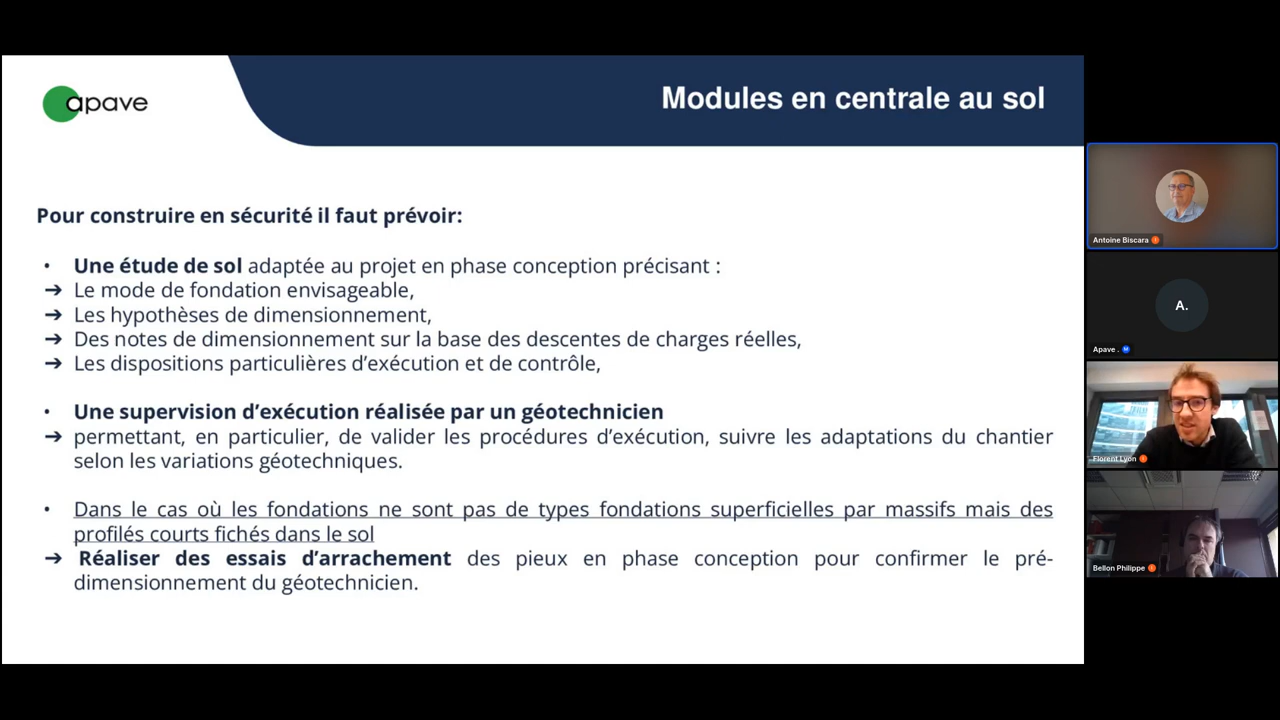 apave
Modules en centrale au sol
Pour construire en sécurité il faut prévoir:
• Une étude de sol adaptée au projet en phase conception précisant :
➔ Le mode de fondation envisageable,
➔ Les hypothèses de dimensionnement,
➔ Des notes de dimensionnement sur la base des descentes de charges réelles,
➔ Les dispositions particulières d’exécution et de contrôle,
• Une supervision d’exécution réalisée par un géotechnicien
➔ permettant, en particulier, de valider les procédures d’exécution, suivre les adaptations du chantier
selon les variations géotechniques.
• Dans le cas où les fondations ne sont pas de types fondations superficielles par massifs mais des
profilés courts fichés dans le sol
➔ Réaliser des essais d’arrachement des pieux en phase conception pour confirmer le pré-
dimensionnement du géotechnicien.
Antoine Biscara
A.
Apave .
Florent Lyon
Bellon Philippe